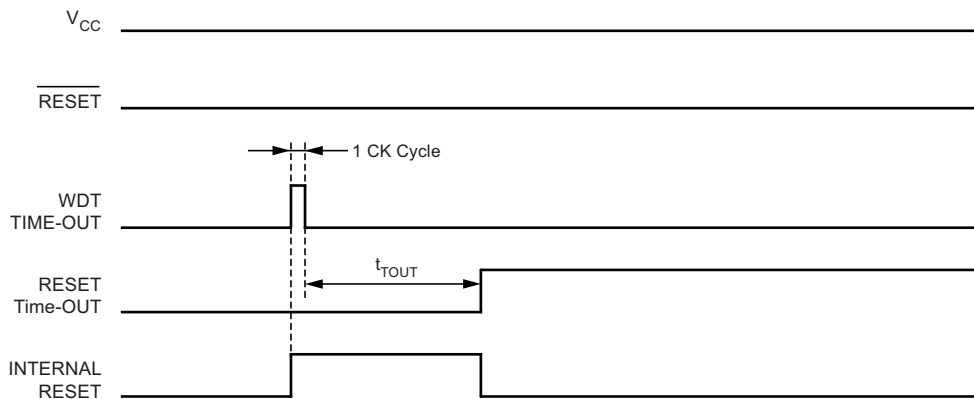 VCC
RESET
1 CK Cycle
WDT
TIME-OUT
tTOUT
RESET
Time-OUT
INTERNAL
RESET